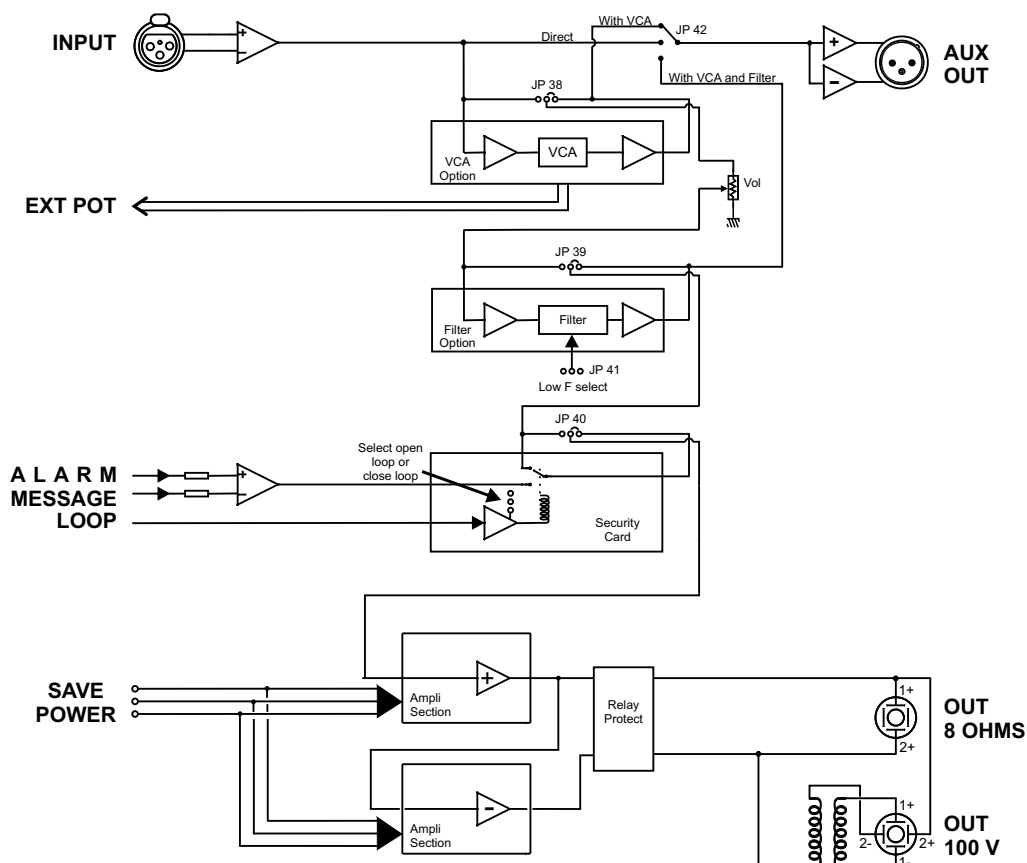 With VCA
JP 42
INPUT
Direct
+
−
+
−
AUX
OUT
With VCA and Filter
JP 38
VCA
VCA
Option
Vol
EXT POT
JP 39
Filter
Filter
Option
JP 41
Low F select
JP 40
Select open
loop or
close loop
A L A R M
MESSAGE
LOOP
+
−
Security
Card
SAVE
POWER
+
Ampli
Section
Relay
Protect
1+
2+
OUT
8 OHMS
−
Ampli
Section
1+
2-
2+
1-
OUT
100 V